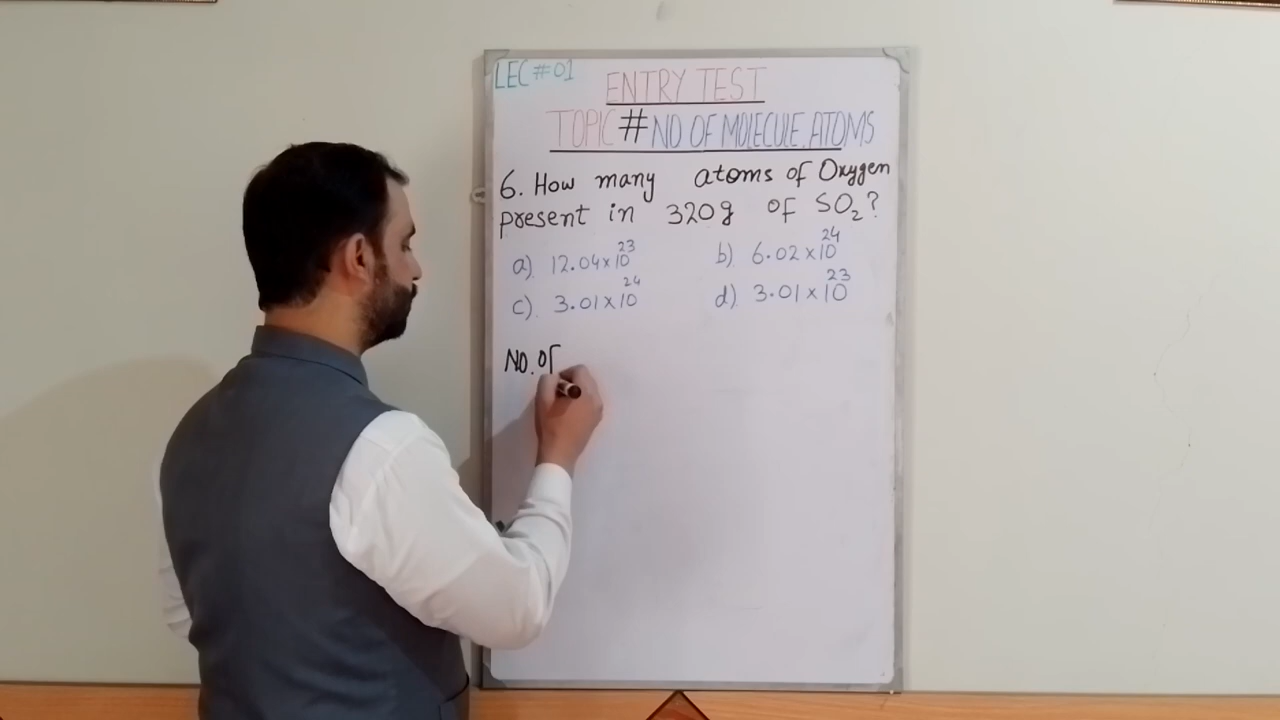 LEC #01
ENTRY TEST
TOPIC # NO OF MOLECULE, ATOMS
6. How many atoms of Oxygen
present in 320g of SO₂?
a). 12.04x10²³ b). 6.02x10²⁴
c). 3.01x10²⁴ d). 3.01x10²³
NO. Of